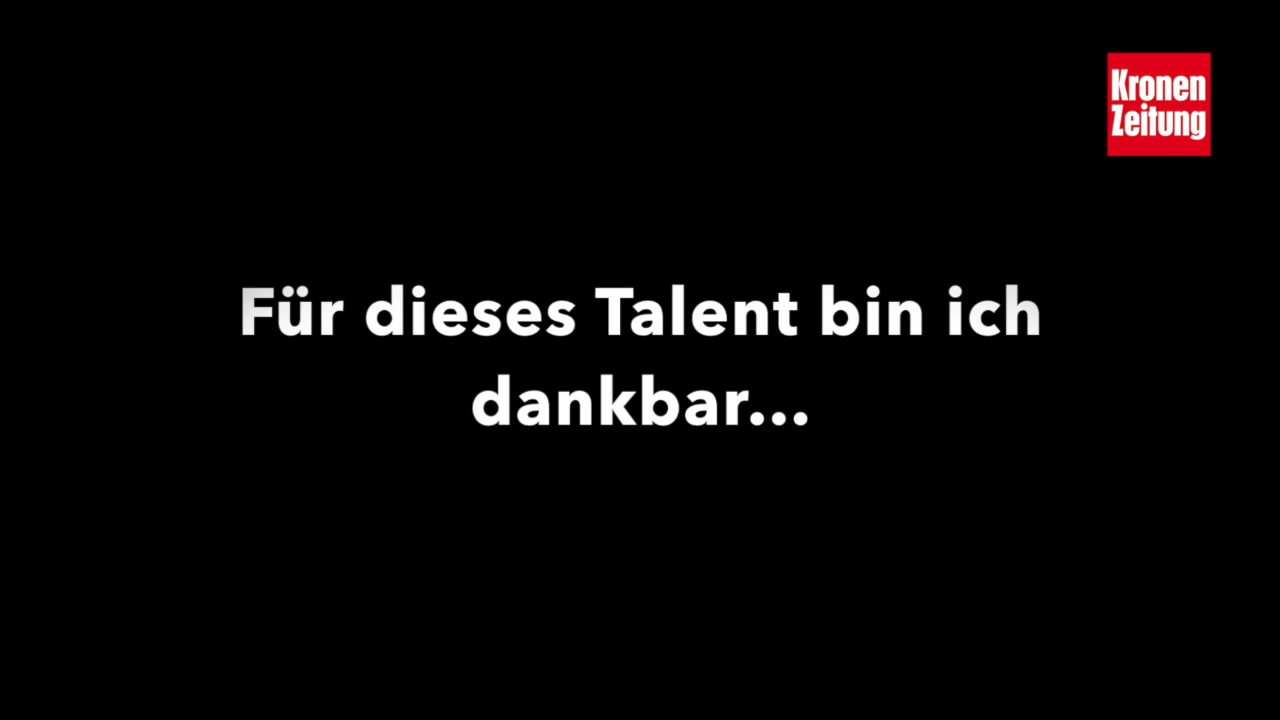 Kronen
Zeitung
Für dieses Talent bin ich
dankbar...